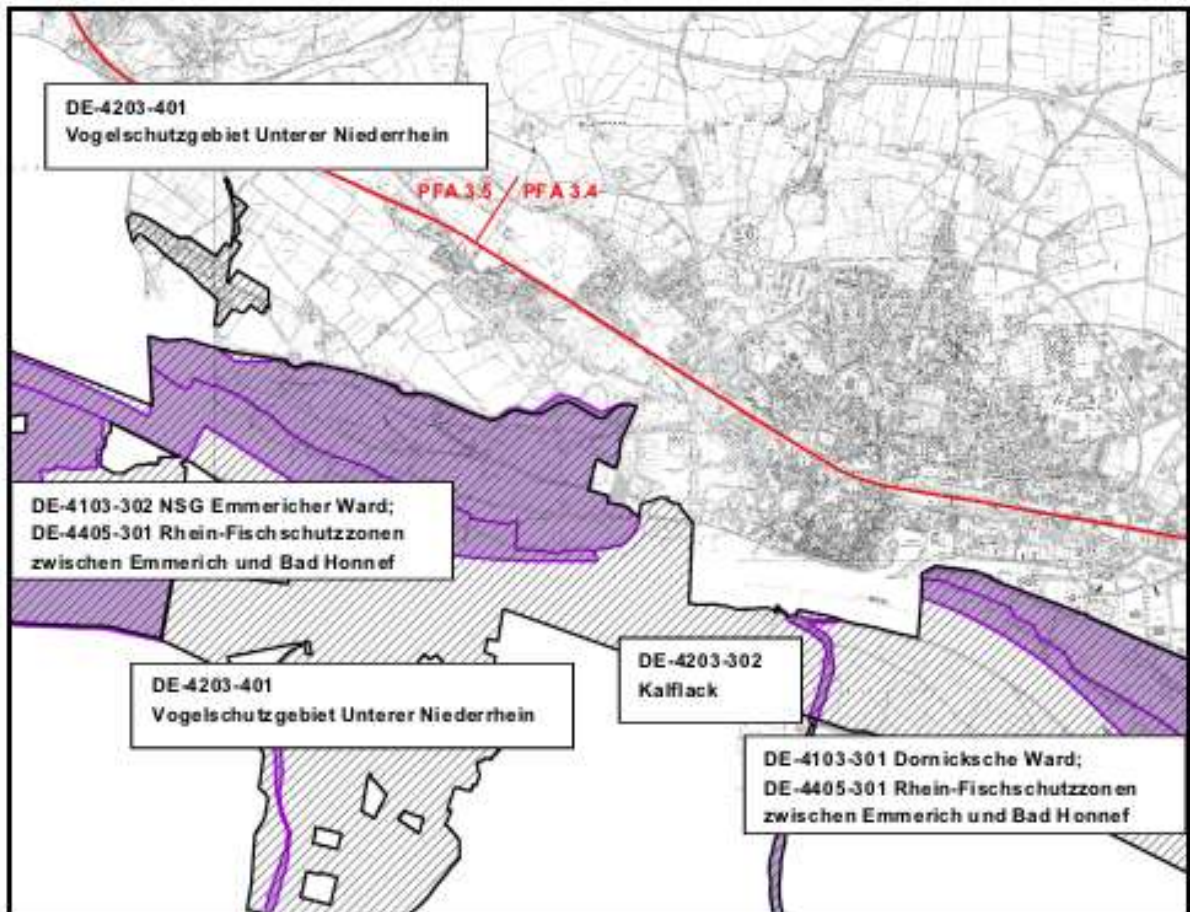 DE-4203-401
Vogelschutzgebiet Unterer Niederrhein
PFA 3.5 PFA 3.4
DE-4103-302 NSG Emmericher Ward;
DE-4405-301 Rhein-Fischschutzzonen
zwischen Emmerich und Bad Honnef
DE-4203-401
Vogelschutzgebiet Unterer Niederrhein
DE-4203-302
Kalflack
DE-4103-301 Dornicksche Ward;
DE-4405-301 Rhein-Fischschutzzonen
zwischen Emmerich und Bad Honnef